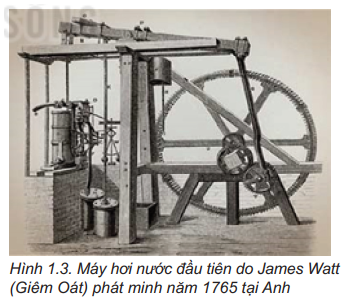 SONG
Hình 1.3. Máy hơi nước đầu tiên do James Watt
(Giêm Oát) phát minh năm 1765 tại Anh